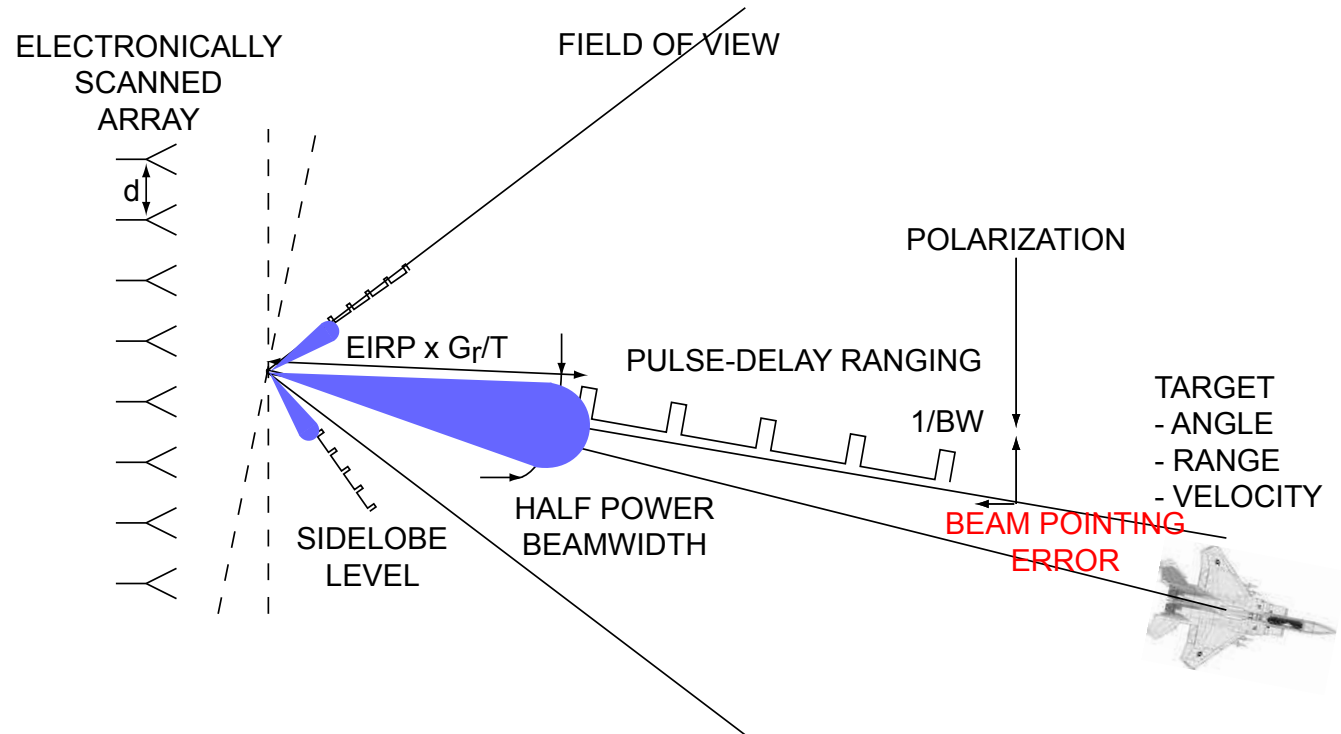 ELECTRONICALLY
SCANNED
ARRAY
d
FIELD OF VIEW
POLARIZATION
EIRP x Gr/T
PULSE-DELAY RANGING
1/BW
TARGET
- ANGLE
- RANGE
- VELOCITY
HALF POWER
BEAMWIDTH
BEAM POINTING
ERROR
SIDELOBE
LEVEL